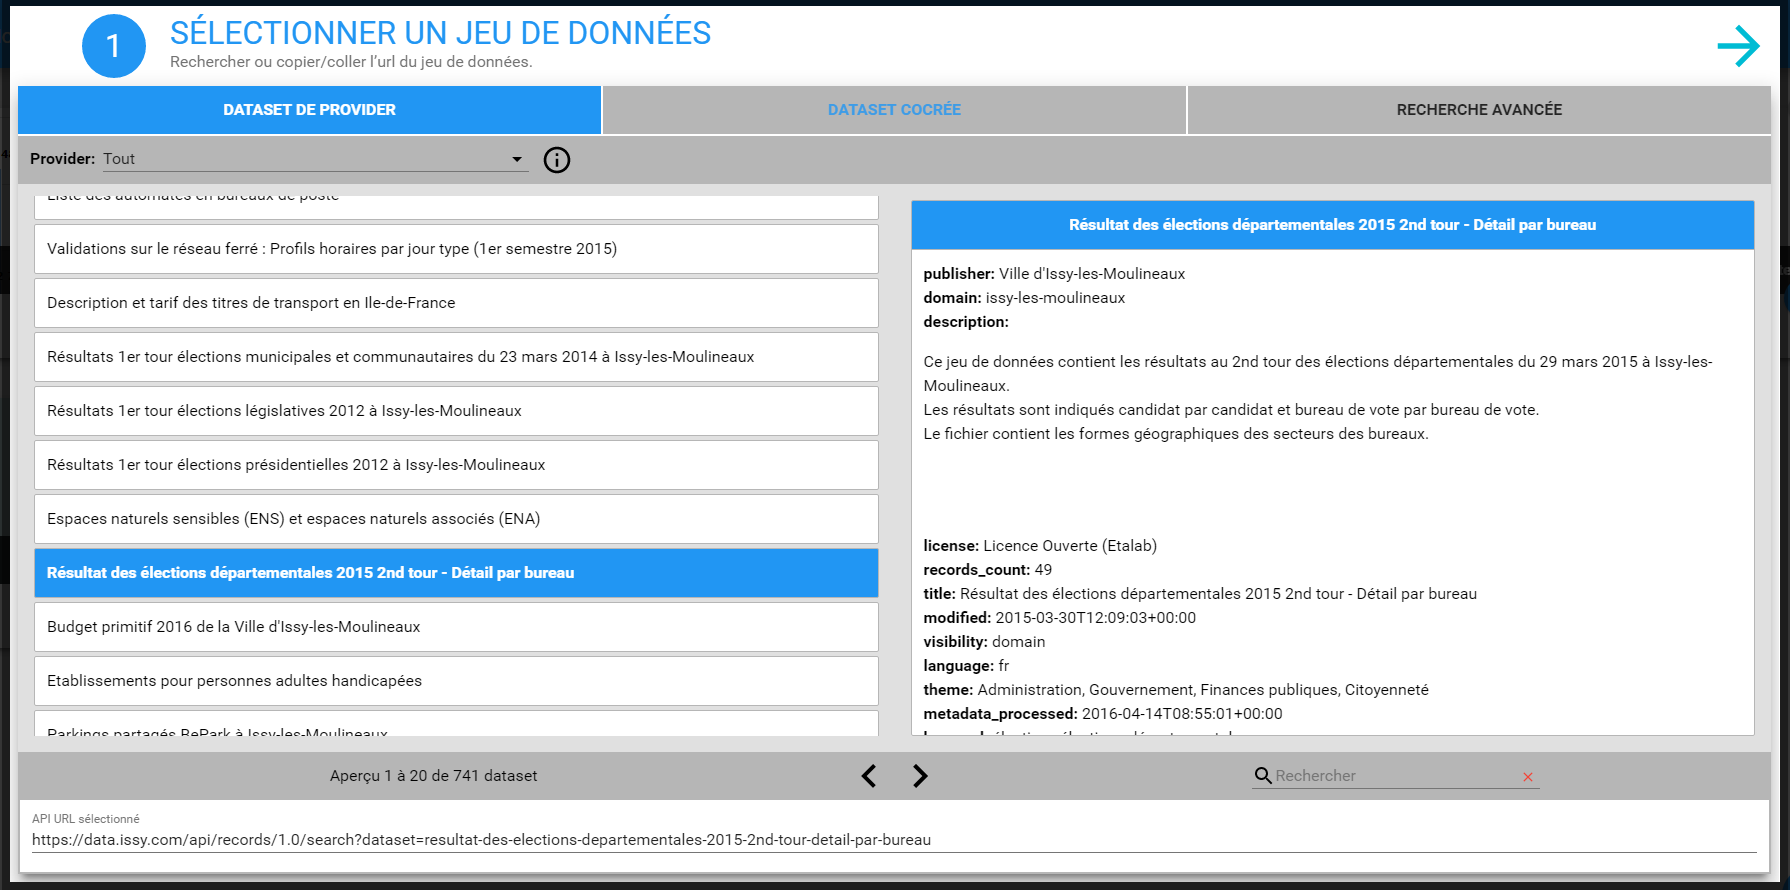 1
SÉLECTIONNER UN JEU DE DONNÉES
Rechercher ou copier/coller l'url du jeu de données.
DATASET DE PROVIDER
DATASET COCRÉE
RECHERCHE AVANCÉE
Provider: Tout
Liste des automates en bureaux de poste
Validations sur le réseau ferré : Profils horaires par jour type (1er semestre 2015)
Description et tarif des titres de transport en Ile-de-France
Résultats 1er tour élections municipales et communautaires du 23 mars 2014 à Issy-les-Moulineaux
Résultats 1er tour élections législatives 2012 à Issy-les-Moulineaux
Résultats 1er tour élections présidentielles 2012 à Issy-les-Moulineaux
Espaces naturels sensibles (ENS) et espaces naturels associés (ENA)
Résultat des élections départementales 2015 2nd tour - Détail par bureau
Budget primitif 2016 de la Ville d'Issy-les-Moulineaux
Etablissements pour personnes adultes handicapées
Parkings partagés BePark à Issy-les-Moulineaux
Résultat des élections départementales 2015 2nd tour - Détail par bureau
publisher: Ville d'Issy-les-Moulineaux
domain: issy-les-moulineaux
description:
Ce jeu de données contient les résultats au 2nd tour des élections départementales du 29 mars 2015 à Issy-les-
Moulineaux.
Les résultats sont indiqués candidat par candidat et bureau de vote par bureau de vote.
Le fichier contient les formes géographiques des secteurs des bureaux.
license: Licence Ouverte (Etalab)
records_count: 49
title: Résultat des élections départementales 2015 2nd tour - Détail par bureau
modified: 2015-03-30T12:09:03+00:00
visibility: domain
language: fr
theme: Administration, Gouvernement, Finances publiques, Citoyenneté
metadata_processed: 2016-04-14T08:55:01+00:00
Aperçu 1 à 20 de 741 dataset
Rechercher
API URL sélectionné
https://data.issy.com/api/records/1.0/search?dataset=resultat-des-elections-departementales-2015-2nd-tour-detail-par-bureau